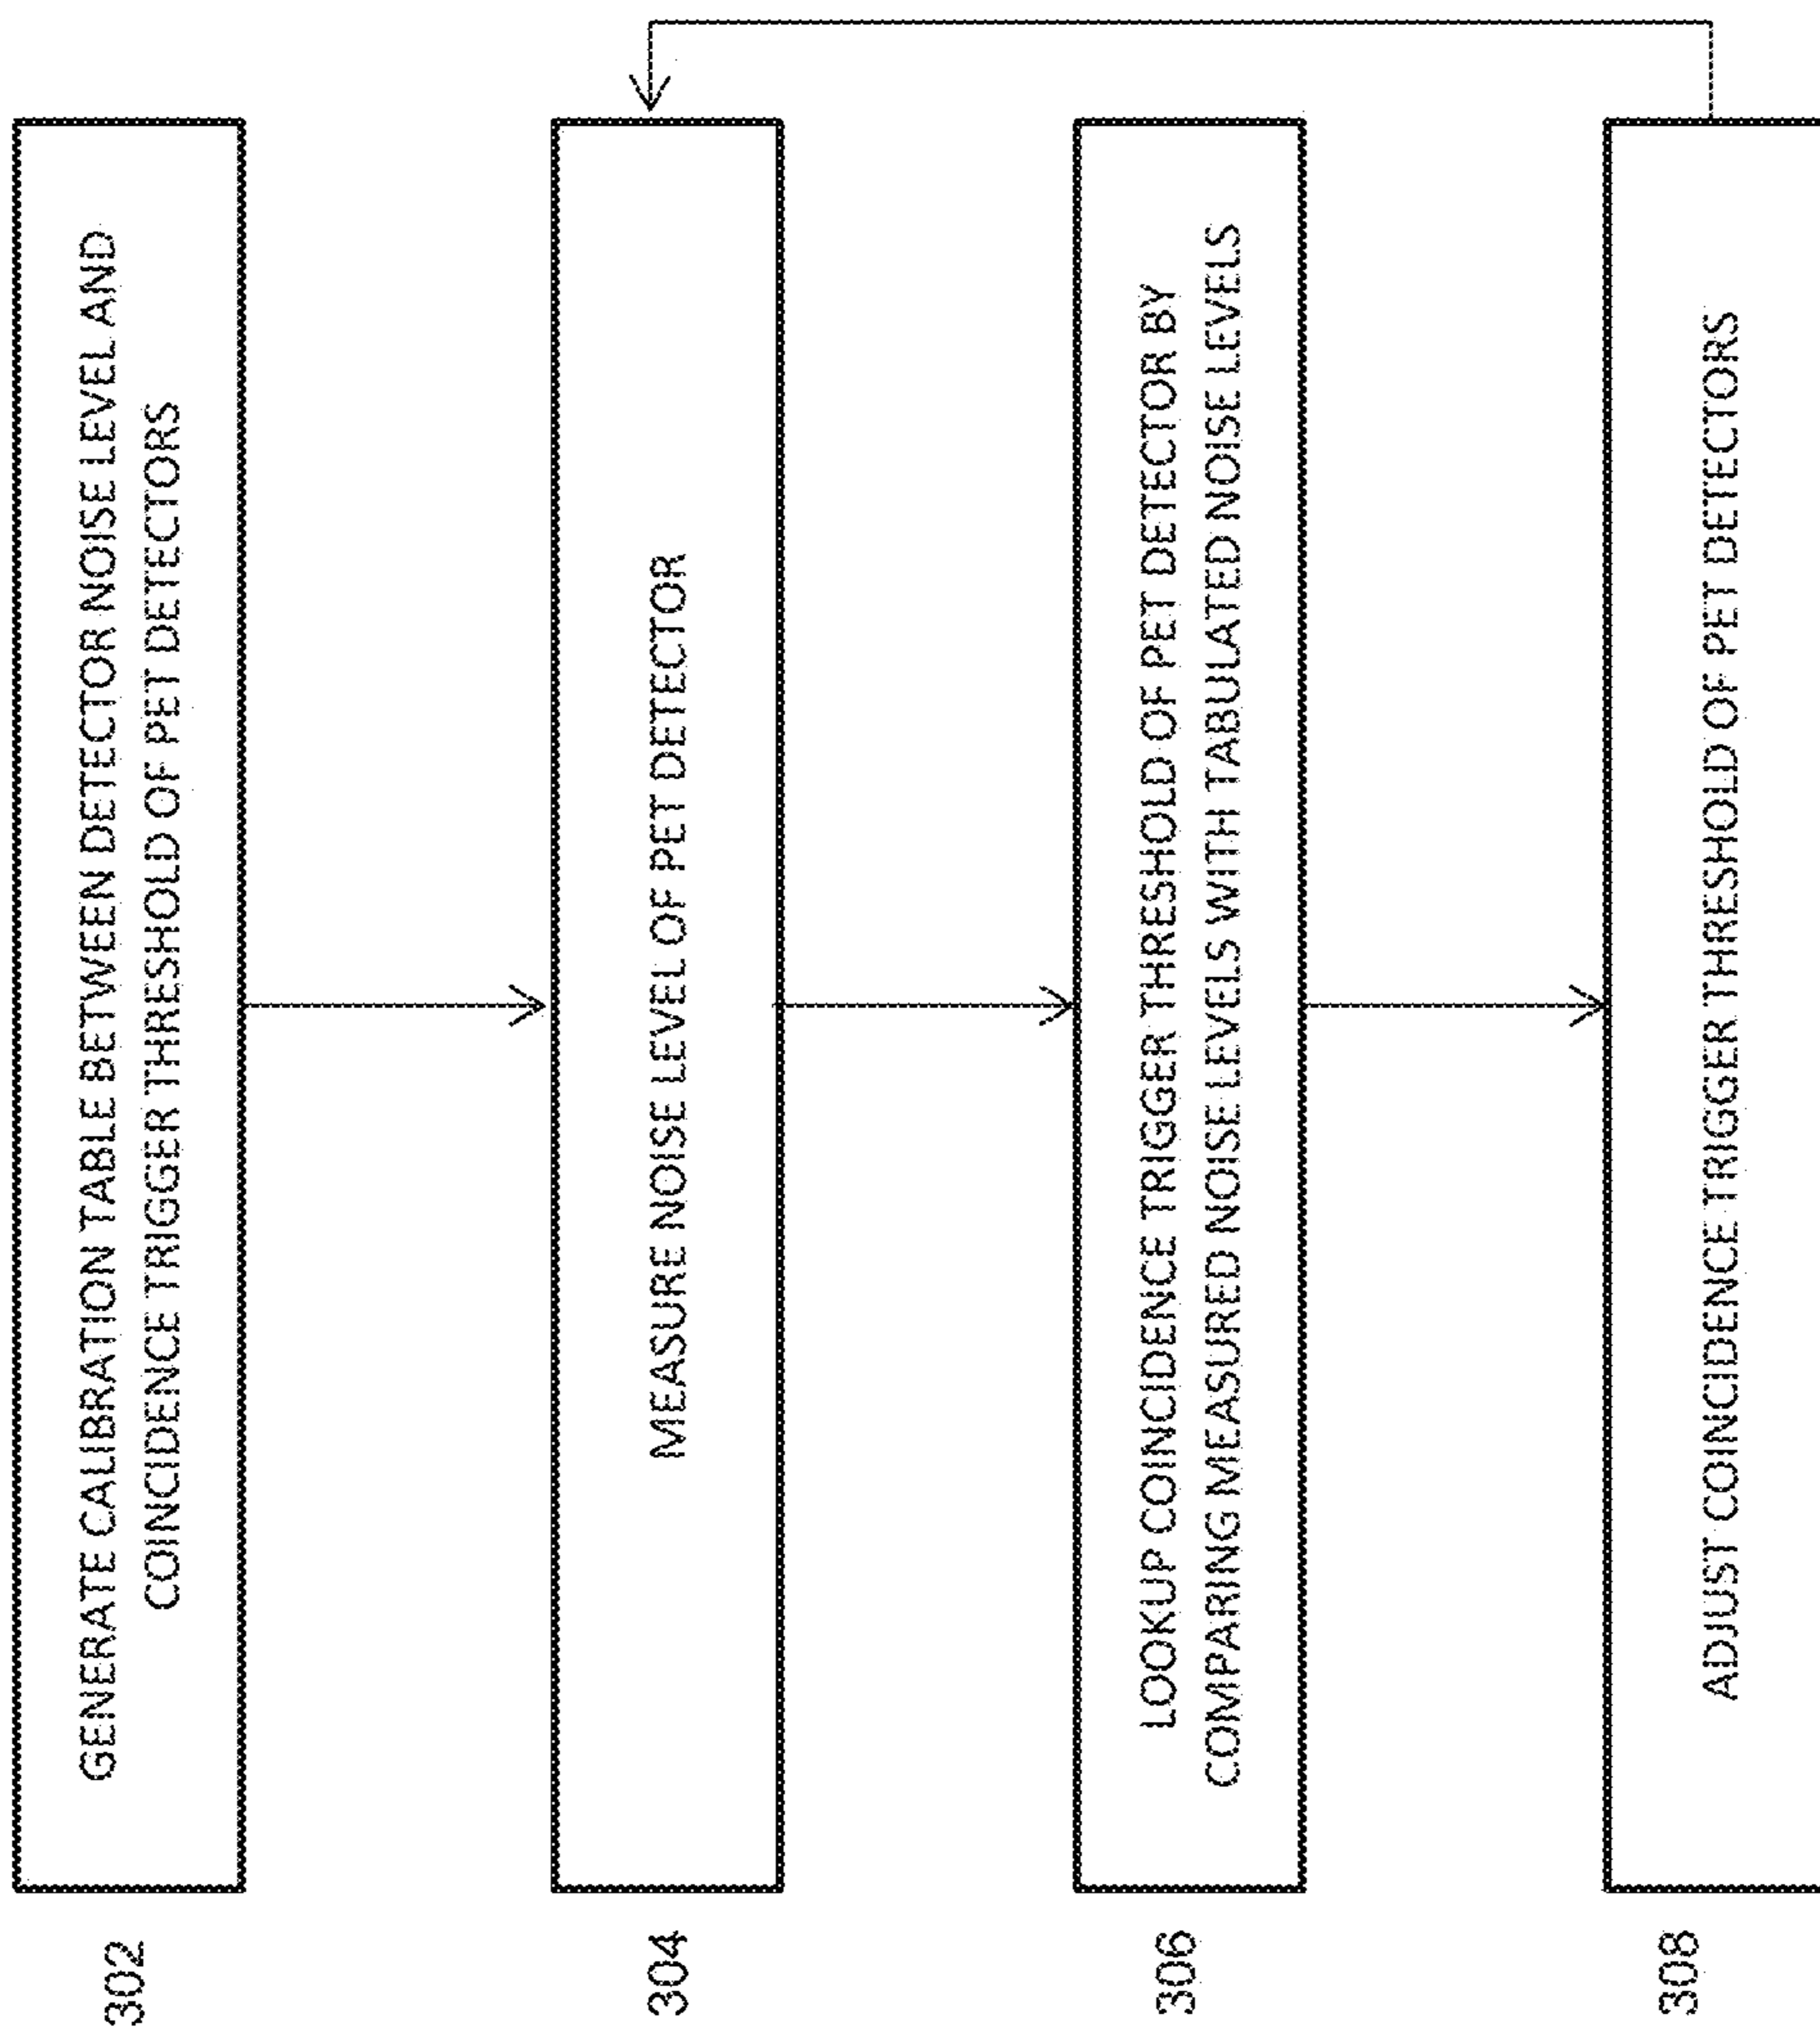 302
GENERATE CALIBRATION TABLE BETWEEN DETECTOR NOISE LEVEL AND
COINCIDENCE TRIGGER THRESHOLD OF PET DETECTORS
304
MEASURE NOISE LEVEL OF PET DETECTOR
306
LOOKUP COINCIDENCE TRIGGER THRESHOLD OF PET DETECTOR BY
COMPARING MEASURED NOISE LEVELS WITH TABULATED NOISE LEVELS
308
ADJUST COINCIDENCE TRIGGER THRESHOLD OF PET DETECTORS